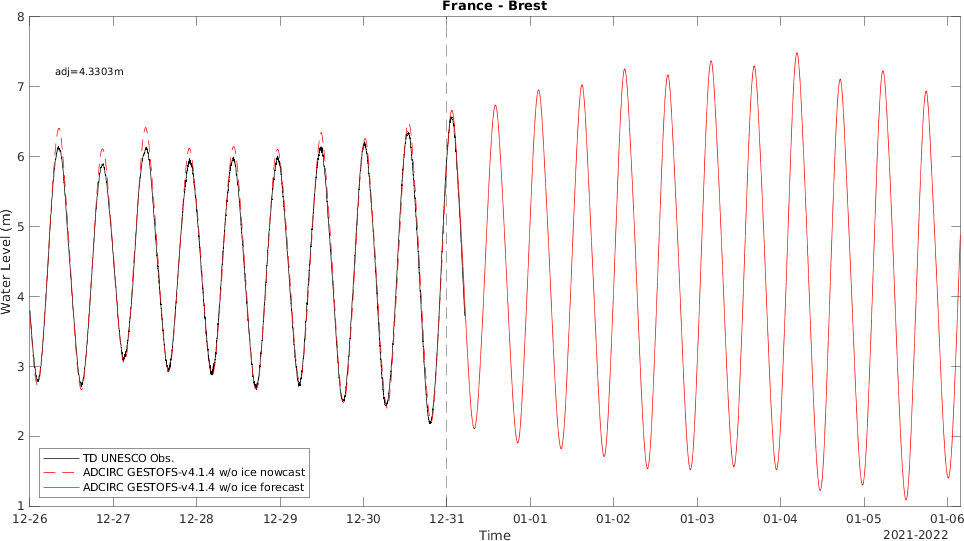 France - Brest
adj=4.3303m
Water Level (m)
8
7
6
5
4
3
2
1
TD UNESCO Obs.
ADCIRC GESTOFS-v4.1.4 w/o ice nowcast
ADCIRC GESTOFS-v4.1.4 w/o ice forecast
12-26 12-27 12-28 12-29 12-30 12-31 01-01 01-02 01-03 01-04 01-05 01-06
Time
2021-2022